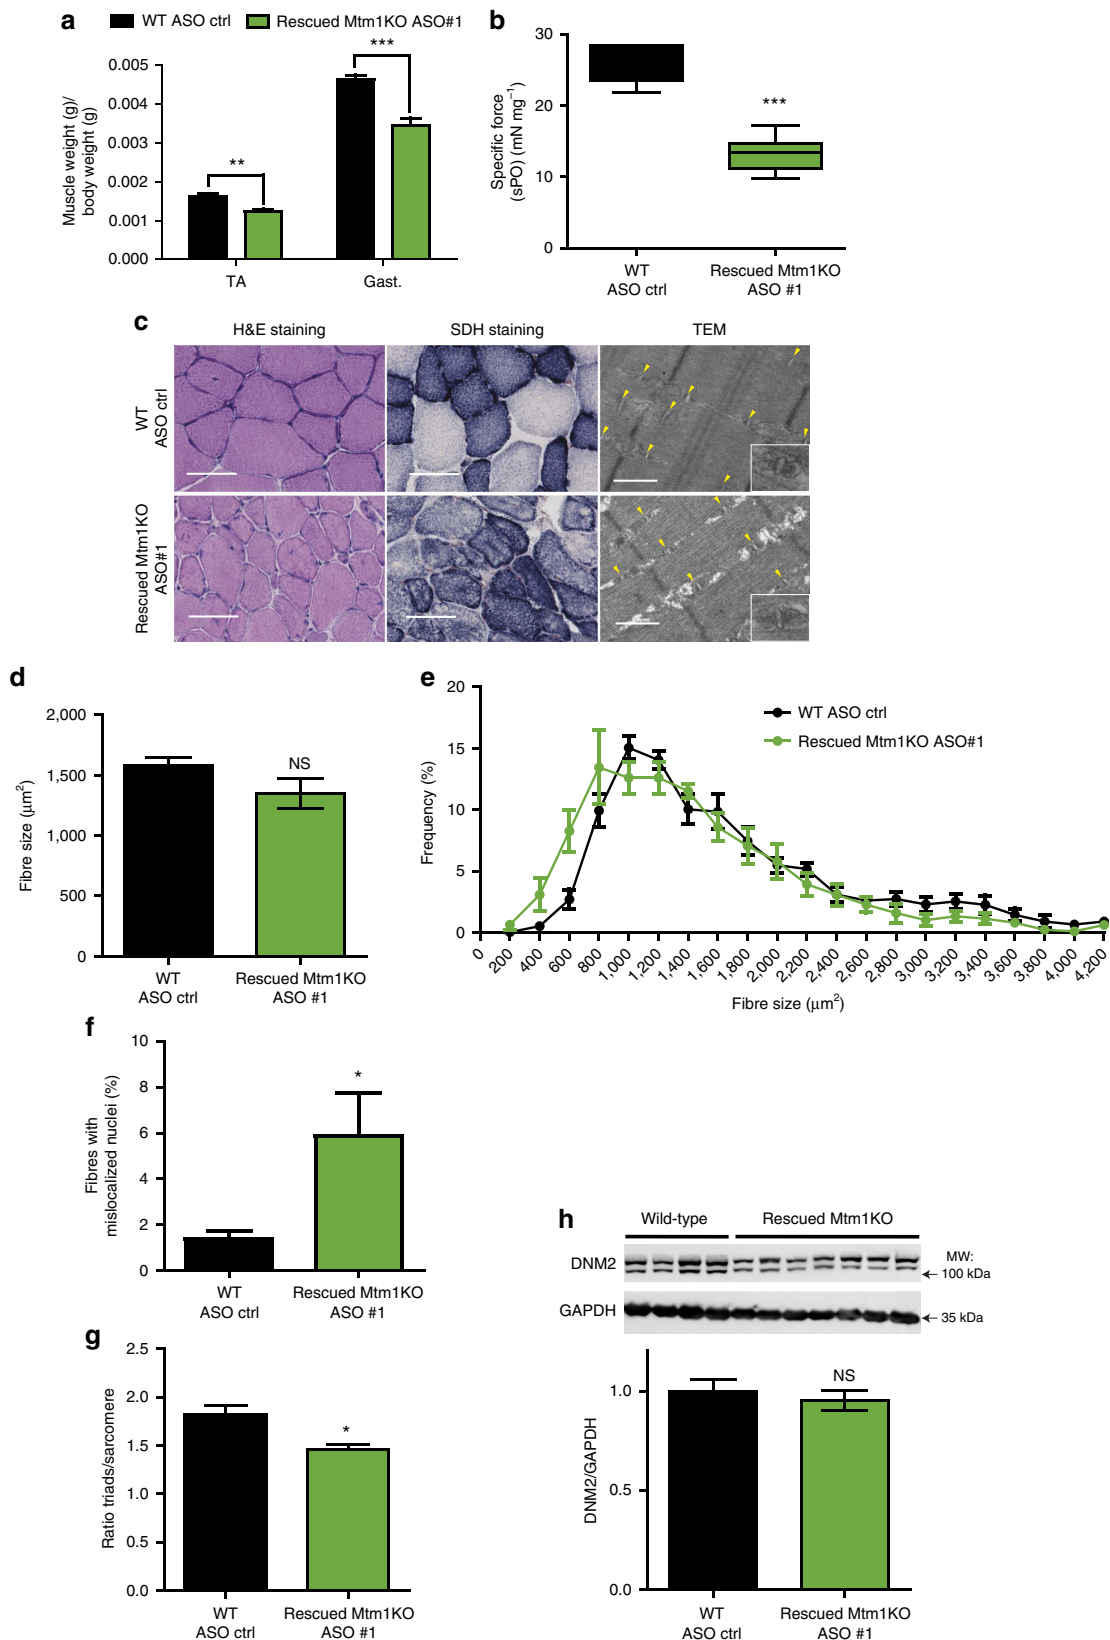 a
WT ASO ctrl
Rescued Mtm1KO ASO#1
Muscle weight (g)/
body weight (g)
0.005
0.004
0.003
0.002
0.001
0.000
**
***
TA
Gast.
b
Specific force
(sPO) (mN mg⁻¹)
30
20
10
0
***
WT
ASO ctrl
Rescued Mtm1KO
ASO #1
c
H&E staining
SDH staining
TEM
WT
ASO ctrl
Rescued Mtm1KO
ASO#1
d
Fibre size (μm²)
2,000
1,500
1,000
500
0
NS
WT
ASO ctrl
Rescued Mtm1KO
ASO #1
e
Frequency (%)
20
15
10
5
0
WT ASO ctrl
Rescued Mtm1KO ASO#1
0
200
400
600
800
1,000
1,200
1,400
1,600
1,800
2,000
2,200
2,400
2,600
2,800
3,000
3,200
3,400
3,600
3,800
4,000
4,200
Fibre size (μm²)
f
Fibres with
mislocalized nuclei (%)
10
8
6
4
2
0
*
WT
ASO ctrl
Rescued Mtm1KO
ASO #1
g
Ratio triads/sarcomere
2.5
2.0
1.5
1.0
0.5
0.0
*
WT
ASO ctrl
Rescued Mtm1KO
ASO #1
h
Wild-type
Rescued Mtm1KO
DNM2
MW:
← 100 kDa
GAPDH
← 35 kDa
DNM2/GAPDH
1.0
0.5
0.0
NS
WT
ASO ctrl
Rescued Mtm1KO
ASO #1